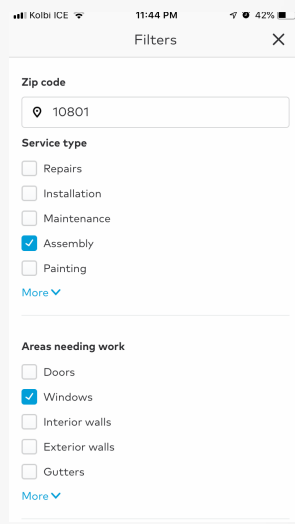 Kolbi ICE 11:44 PM 42%
Filters
Zip code
10801
Service type
Repairs
Installation
Maintenance
Assembly
Painting
More
Areas needing work
Doors
Windows
Interior walls
Exterior walls
Gutters
More